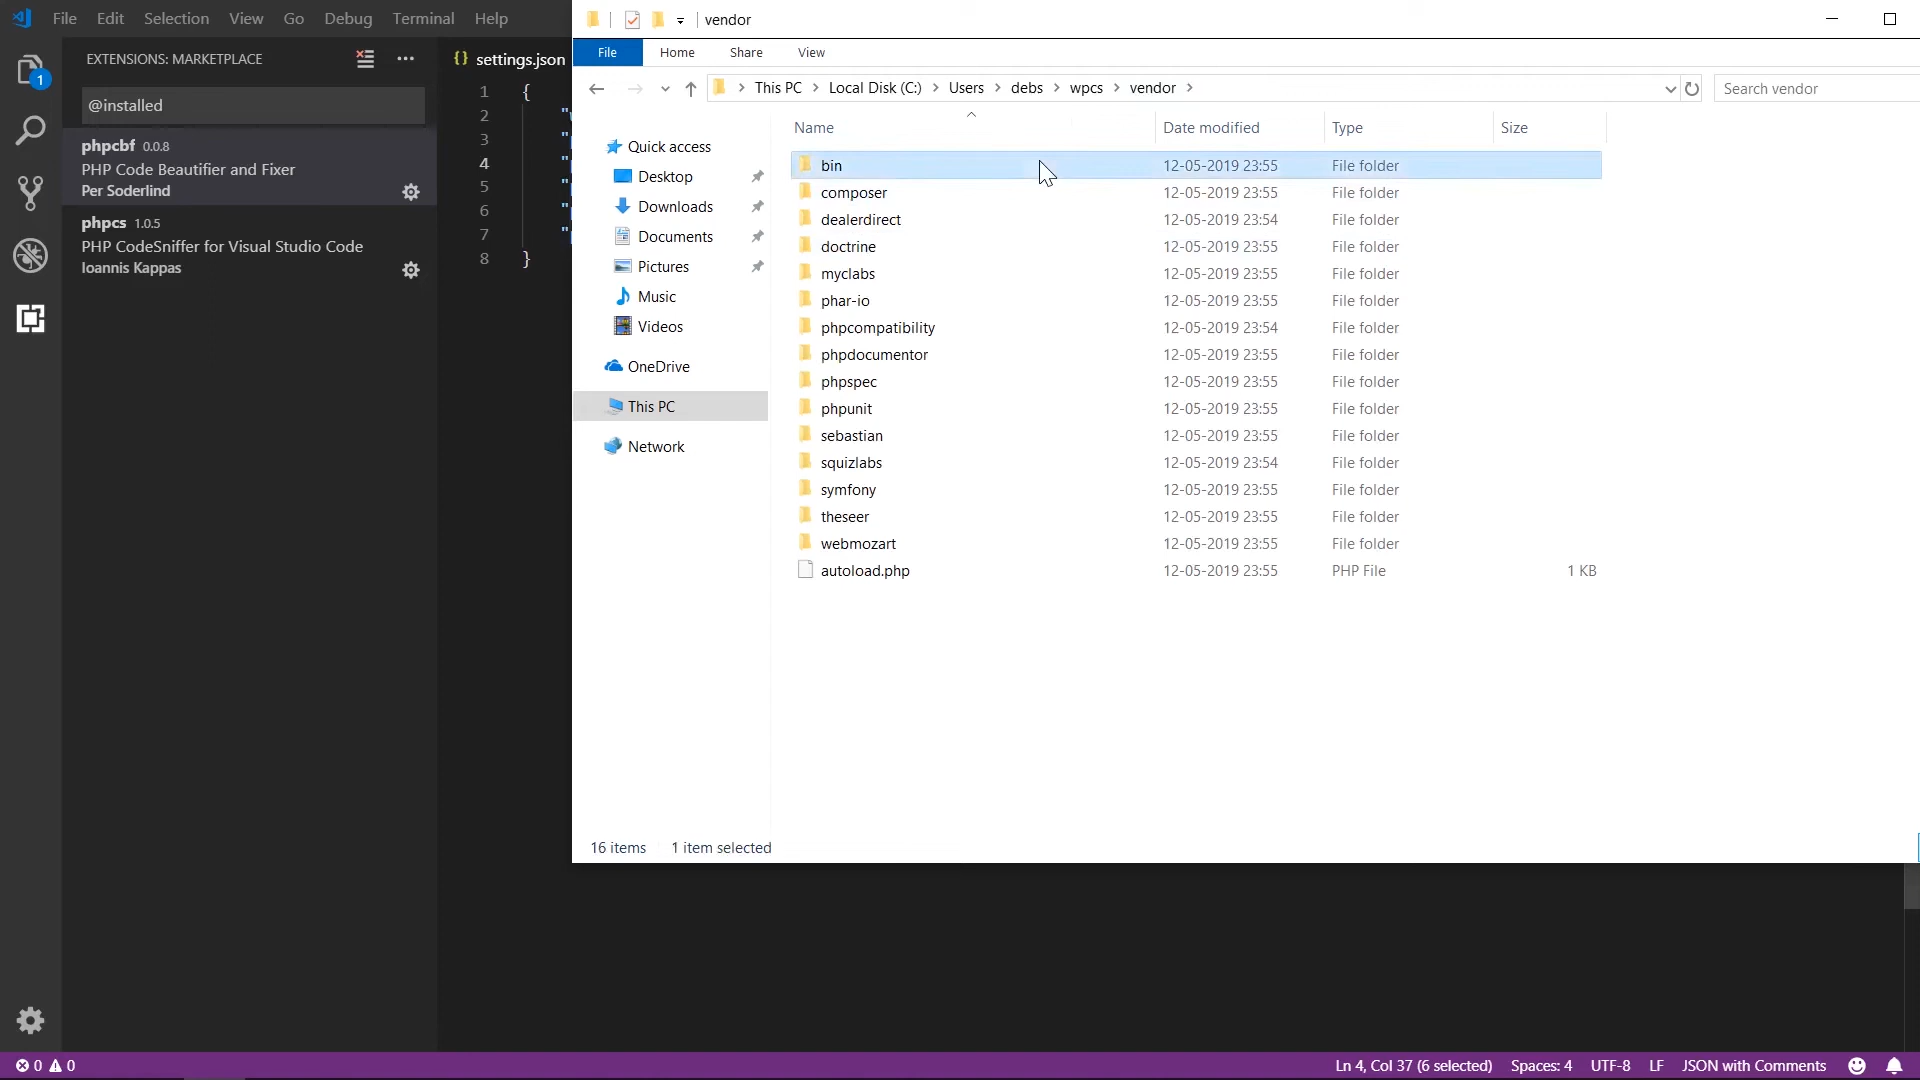 File Edit Selection View Go Debug Terminal Help
vendor
File Home Share View
EXTENSIONS: MARKETPLACE
{} settings.json
This PC > Local Disk (C:) > Users > debs > wpcs > vendor >
Search vendor
@installed
phpcbf 0.0.8
PHP Code Beautifier and Fixer
Per Soderlind
phpcs 1.0.5
PHP CodeSniffer for Visual Studio Code
Ioannis Kappas
1
1 {
2 "
3 "
4 "
5 "
6 "
7 "
8 }
Quick access
Desktop
Downloads
Documents
Pictures
Music
Videos
OneDrive
This PC
Network
Name Date modified Type Size
bin 12-05-2019 23:55 File folder
composer 12-05-2019 23:55 File folder
dealerdirect 12-05-2019 23:54 File folder
doctrine 12-05-2019 23:55 File folder
myclabs 12-05-2019 23:55 File folder
phar-io 12-05-2019 23:55 File folder
phpcompatibility 12-05-2019 23:54 File folder
phpdocumentor 12-05-2019 23:55 File folder
phpspec 12-05-2019 23:55 File folder
phpunit 12-05-2019 23:55 File folder
sebastian 12-05-2019 23:55 File folder
squizlabs 12-05-2019 23:54 File folder
symfony 12-05-2019 23:55 File folder
theseer 12-05-2019 23:55 File folder
webmozart 12-05-2019 23:55 File folder
autoload.php 12-05-2019 23:55 PHP File 1 KB
16 items 1 item selected
0 0 Ln 4, Col 37 (6 selected) Spaces: 4 UTF-8 LF JSON with Comments